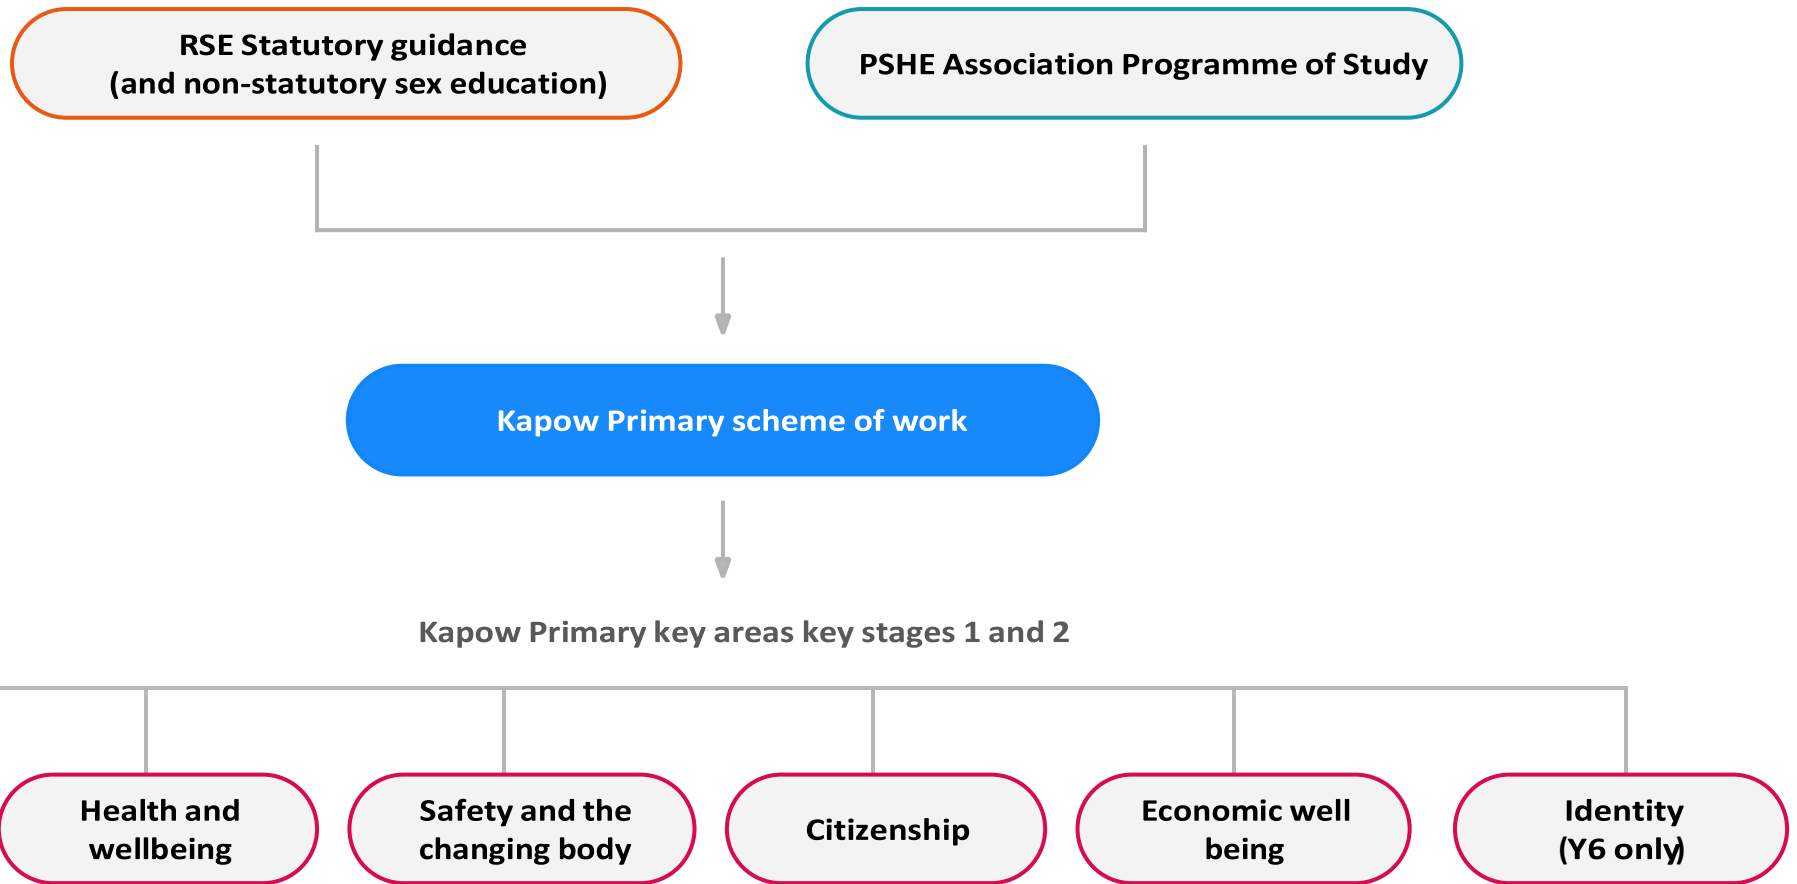 RSE Statutory guidance
(and non-statutory sex education)
PSHE Association Programme of Study
Kapow Primary scheme of work
Kapow Primary key areas key stages 1 and 2
Health and
wellbeing
Safety and the
changing body
Citizenship
Economic well
being
Identity
(Y6 only)